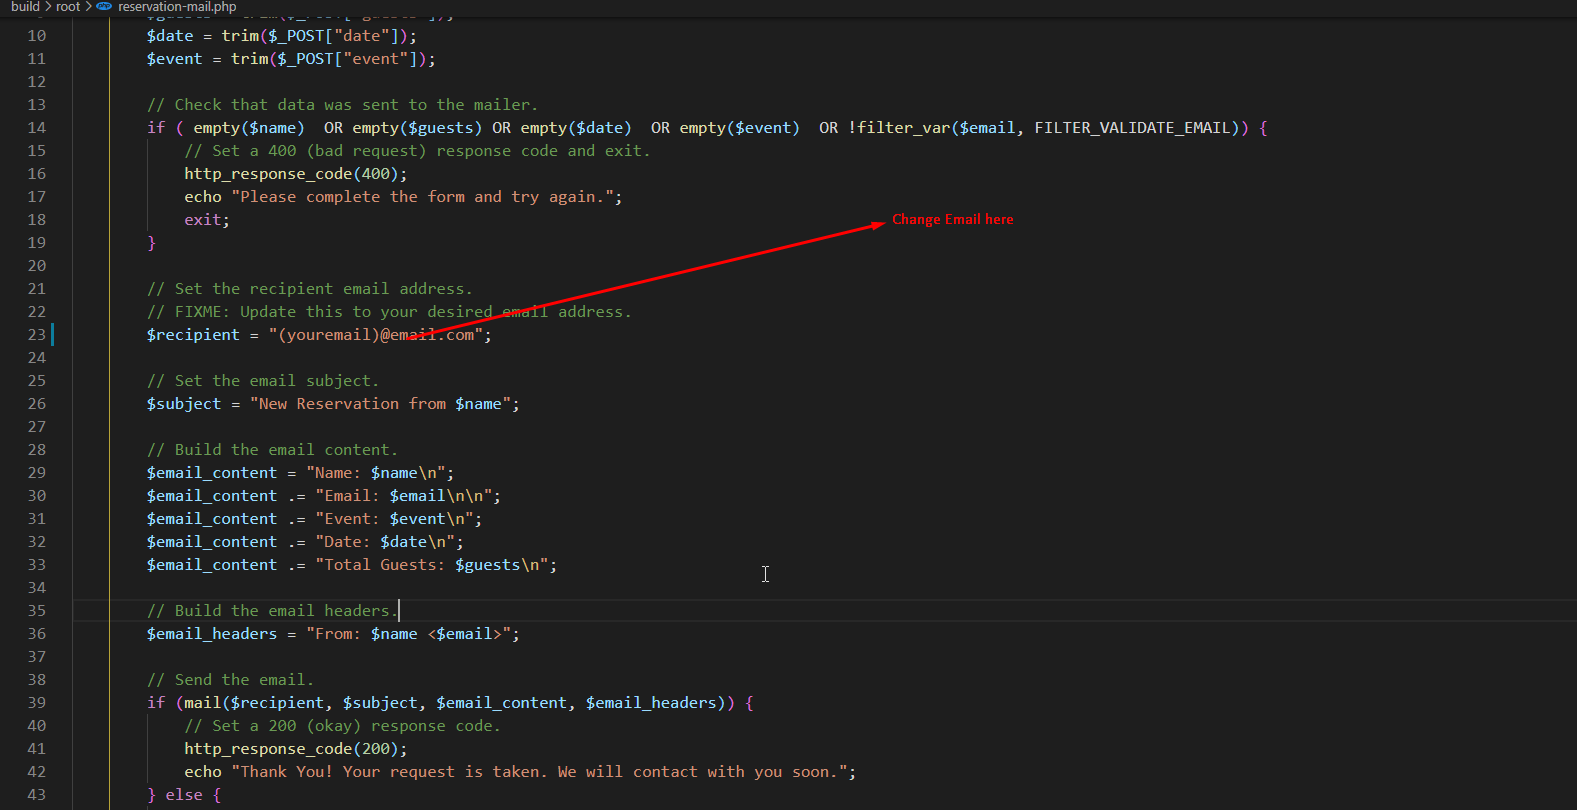 build > root > php reservation-mail.php
10 $date = trim($_POST["date"]);
11 $event = trim($_POST["event"]);
12
13 // Check that data was sent to the mailer.
14 if ( empty($name)  OR empty($guests) OR empty($date)  OR empty($event)  OR !filter_var($email, FILTER_VALIDATE_EMAIL)) {
15 // Set a 400 (bad request) response code and exit.
16 http_response_code(400);
17 echo "Please complete the form and try again.";
18 exit;
Change Email here
19 }
20
21 // Set the recipient email address.
22 // FIXME: Update this to your desired email address.
23 $recipient = "(youremail)@email.com";
24
25 // Set the email subject.
26 $subject = "New Reservation from $name";
27
28 // Build the email content.
29 $email_content = "Name: $name\n";
30 $email_content .= "Email: $email\n\n";
31 $email_content .= "Event: $event\n";
32 $email_content .= "Date: $date\n";
33 $email_content .= "Total Guests: $guests\n";
34
35 // Build the email headers.
36 $email_headers = "From: $name <$email>";
37
38 // Send the email.
39 if (mail($recipient, $subject, $email_content, $email_headers)) {
40 // Set a 200 (okay) response code.
41 http_response_code(200);
42 echo "Thank You! Your request is taken. We will contact with you soon.";
43 } else {